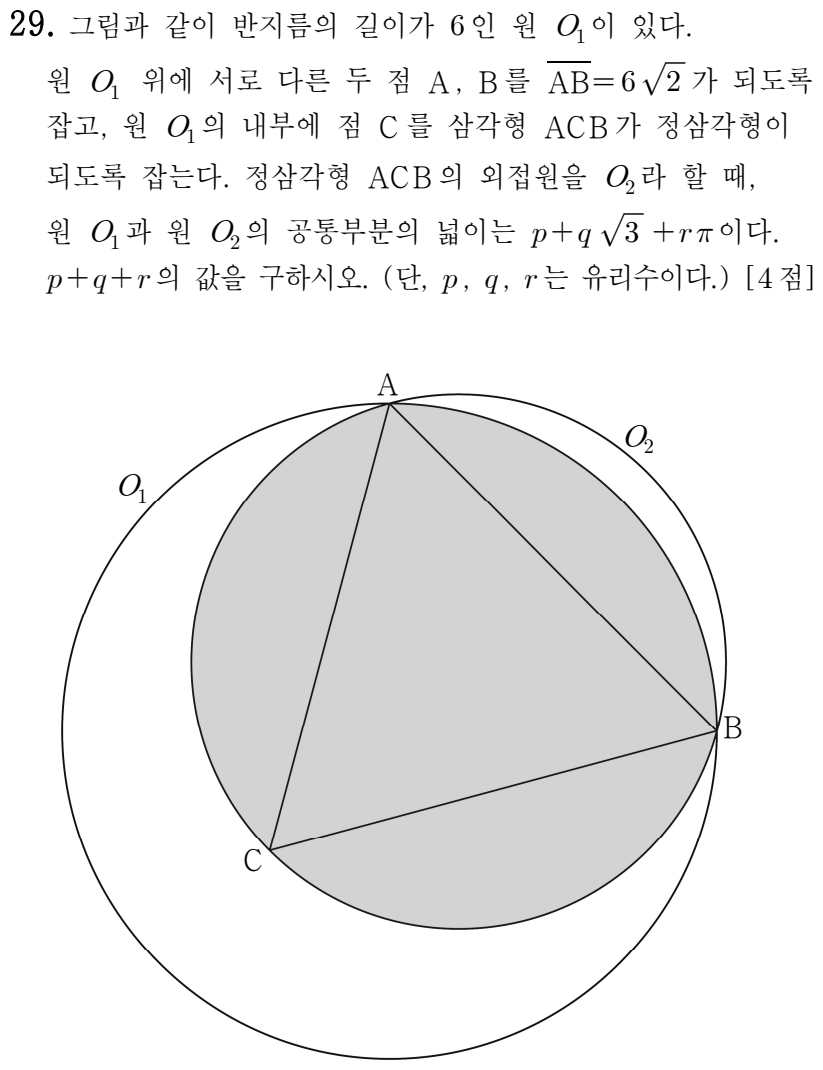 29. 그림과 같이 반지름의 길이가 6인 원 O₁이 있다.
원 O₁ 위에 서로 다른 두 점 A, B를 A̅B̅=6√2가 되도록
잡고, 원 O₁의 내부에 점 C를 삼각형 ACB가 정삼각형이
되도록 잡는다. 정삼각형 ACB의 외접원을 O₂라 할 때,
원 O₁과 원 O₂의 공통부분의 넓이는 p+q√3+rπ이다.
p+q+r의 값을 구하시오. (단, p, q, r는 유리수이다.) [4점]
A
O₂
O₁
B
C